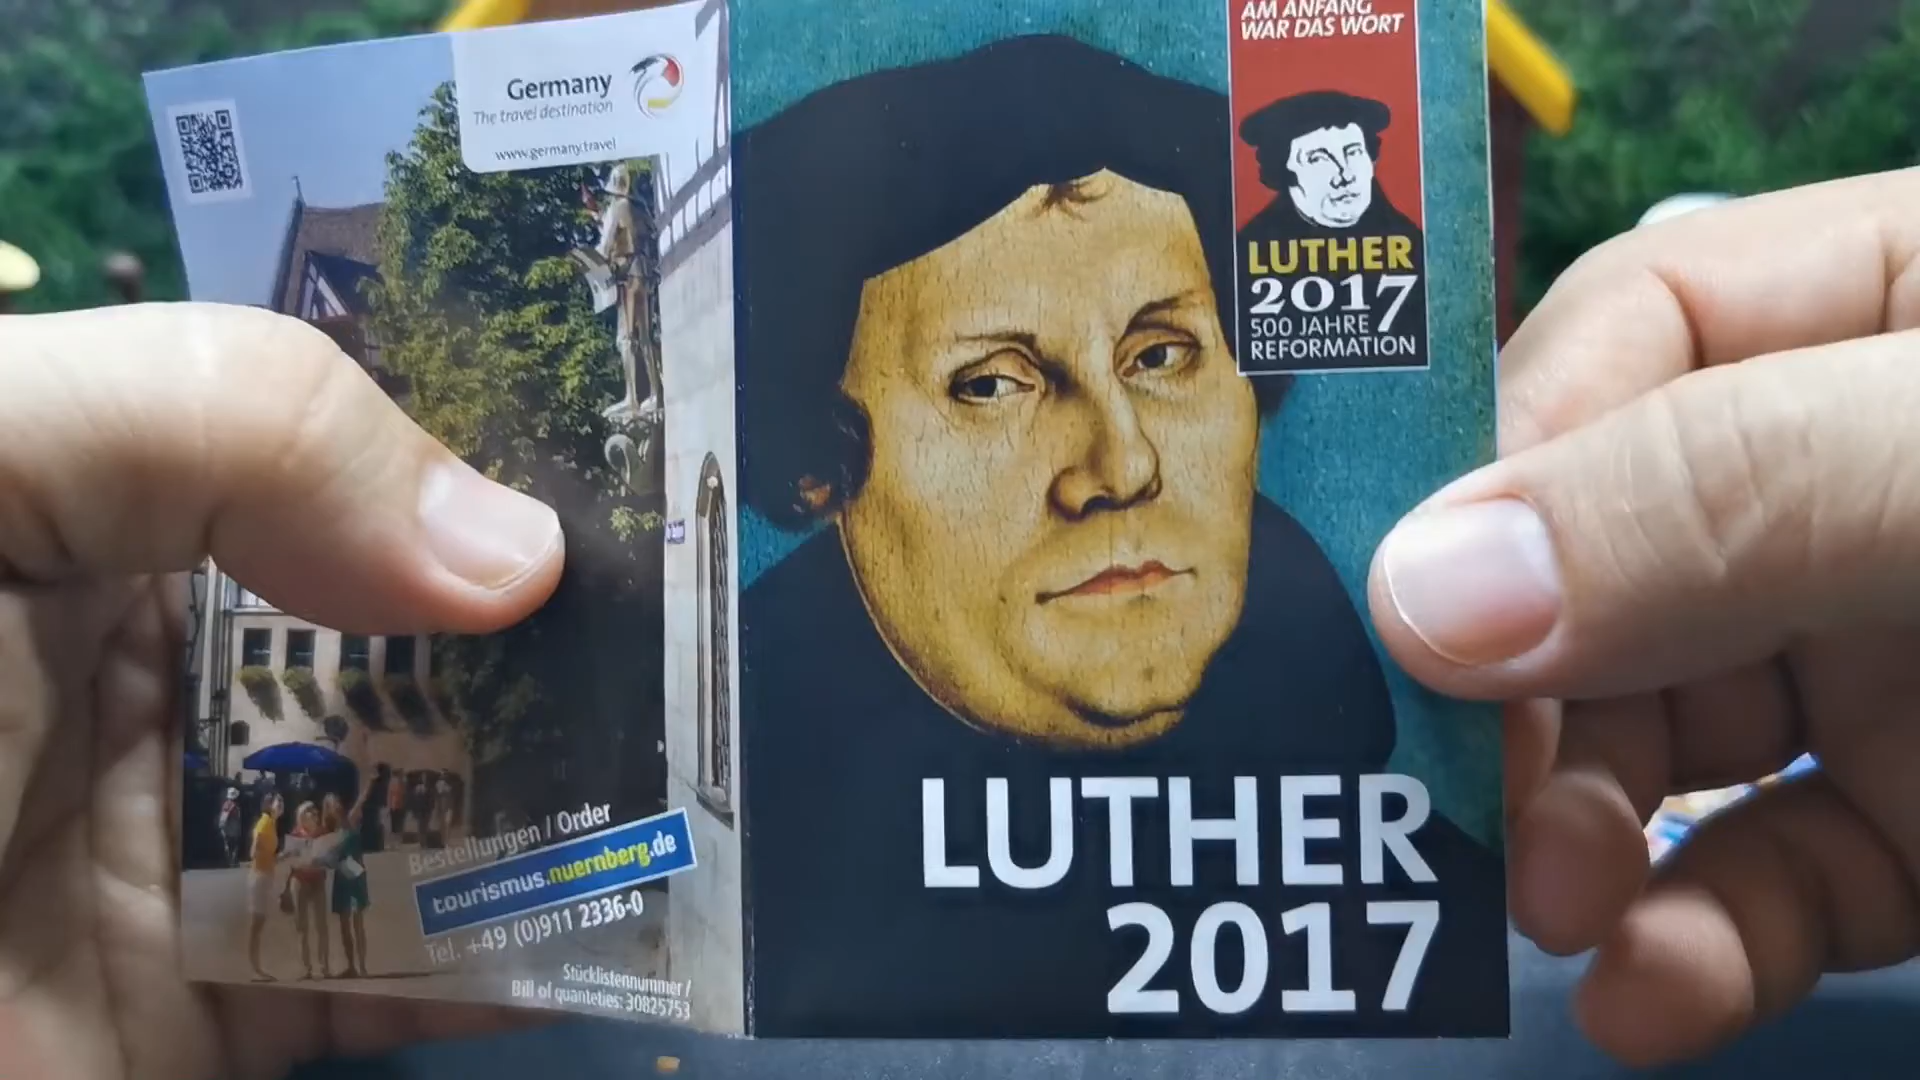 Germany
The travel destination
www.germany.travel
Bestellungen / Order
tourismus.nuernberg.de
Tel. +49 (0)911 2336-0
Stücklistennummer /
Bill of quanteties: 30825753
AM ANFANG
WAR DAS WORT
LUTHER
2017
500 JAHRE
REFORMATION
LUTHER
2017